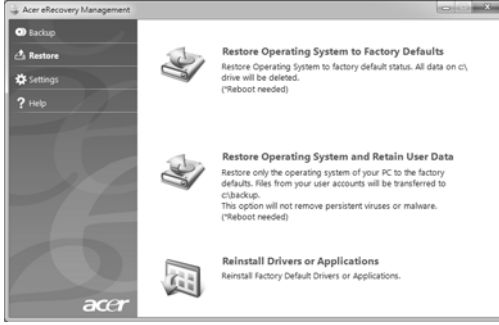 Acer eRecovery Management
Backup
Restore
Settings
? Help
Restore Operating System to Factory Defaults
Restore Operating System to factory default status. All data on c:\
drive will be deleted.
(*Reboot needed)
Restore Operating System and Retain User Data
Restore only the operating system of your PC to the factory
defaults. Files from your user accounts will be transferred to
c:\backup.
This option will not remove persistent viruses or malware.
(*Reboot needed)
Reinstall Drivers or Applications
Reinstall Factory Default Drivers or Applications.
acer